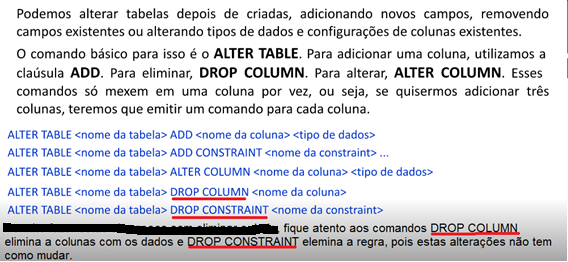 Podemos alterar tabelas depois de criadas, adicionando novos campos, removendo
campos existentes ou alterando tipos de dados e configurações de colunas existentes.
O comando básico para isso é o ALTER TABLE. Para adicionar uma coluna, utilizamos a
claúsula ADD. Para eliminar, DROP COLUMN. Para alterar, ALTER COLUMN. Esses
comandos só mexem em uma coluna por vez, ou seja, se quisermos adicionar três
colunas, teremos que emitir um comando para cada coluna.
ALTER TABLE <nome da tabela> ADD <nome da coluna> <tipo de dados>
ALTER TABLE <nome da tabela> ADD CONSTRAINT <nome da constraint> ...
ALTER TABLE <nome da tabela> ALTER COLUMN <nome da coluna> <tipo de dados>
ALTER TABLE <nome da tabela> DROP COLUMN <nome da coluna>
ALTER TABLE <nome da tabela> DROP CONSTRAINT <nome da constraint>
, fique atento aos comandos DROP COLUMN
elimina a colunas com os dados e DROP CONSTRAINT elemina a regra, pois estas alterações não tem
como mudar.